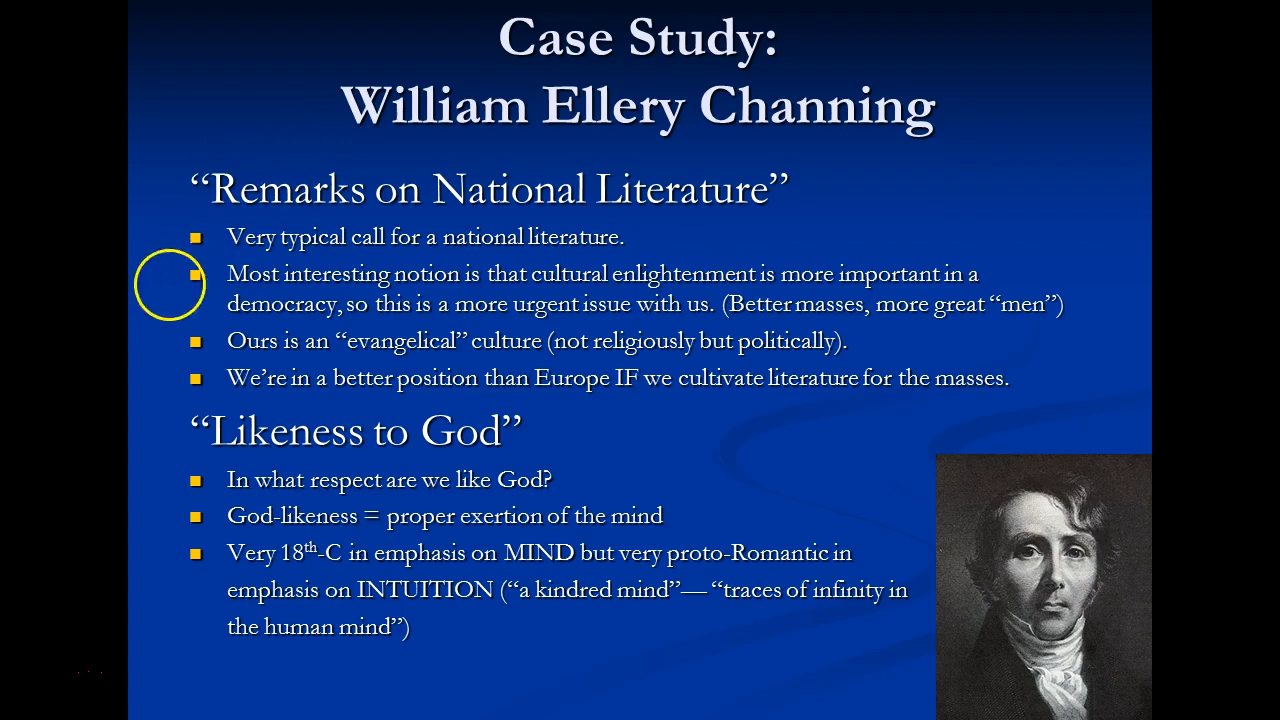 Case Study:
William Ellery Channing
“Remarks on National Literature”
Very typical call for a national literature.
Most interesting notion is that cultural enlightenment is more important in a
democracy, so this is a more urgent issue with us. (Better masses, more great “men”)
Ours is an “evangelical” culture (not religiously but politically).
We’re in a better position than Europe IF we cultivate literature for the masses.
“Likeness to God”
In what respect are we like God?
God-likeness = proper exertion of the mind
Very 18th-C in emphasis on MIND but very proto-Romantic in
emphasis on INTUITION (“a kindred mind”— “traces of infinity in
the human mind”)